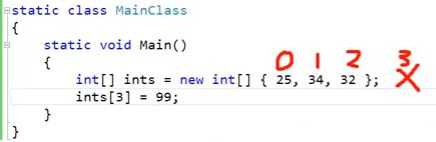 static class MainClass
{
static void Main()
{
0 1 2 3
int[] ints = new int[] { 25, 34, 32 }; X
ints[3] = 99;
}
}